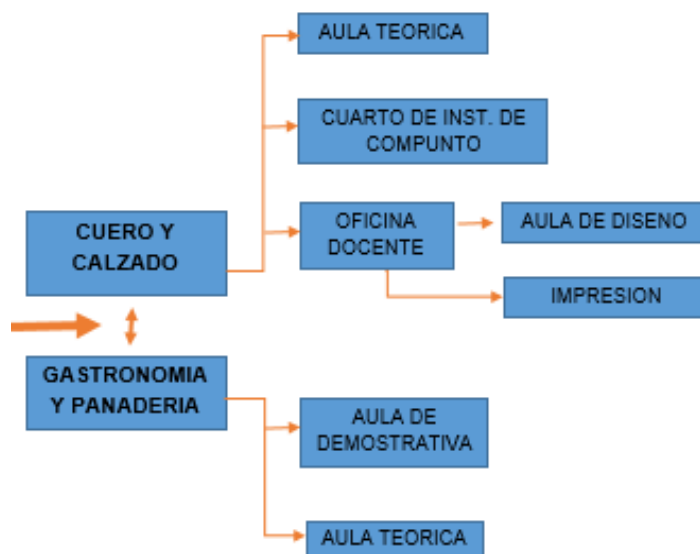 AULA TEORICA
CUARTO DE INST. DE
COMPUNTO
CUERO Y
CALZADO
OFICINA
DOCENTE
AULA DE DISENO
IMPRESION
GASTRONOMIA
Y PANADERIA
AULA DE
DEMOSTRATIVA
AULA TEORICA